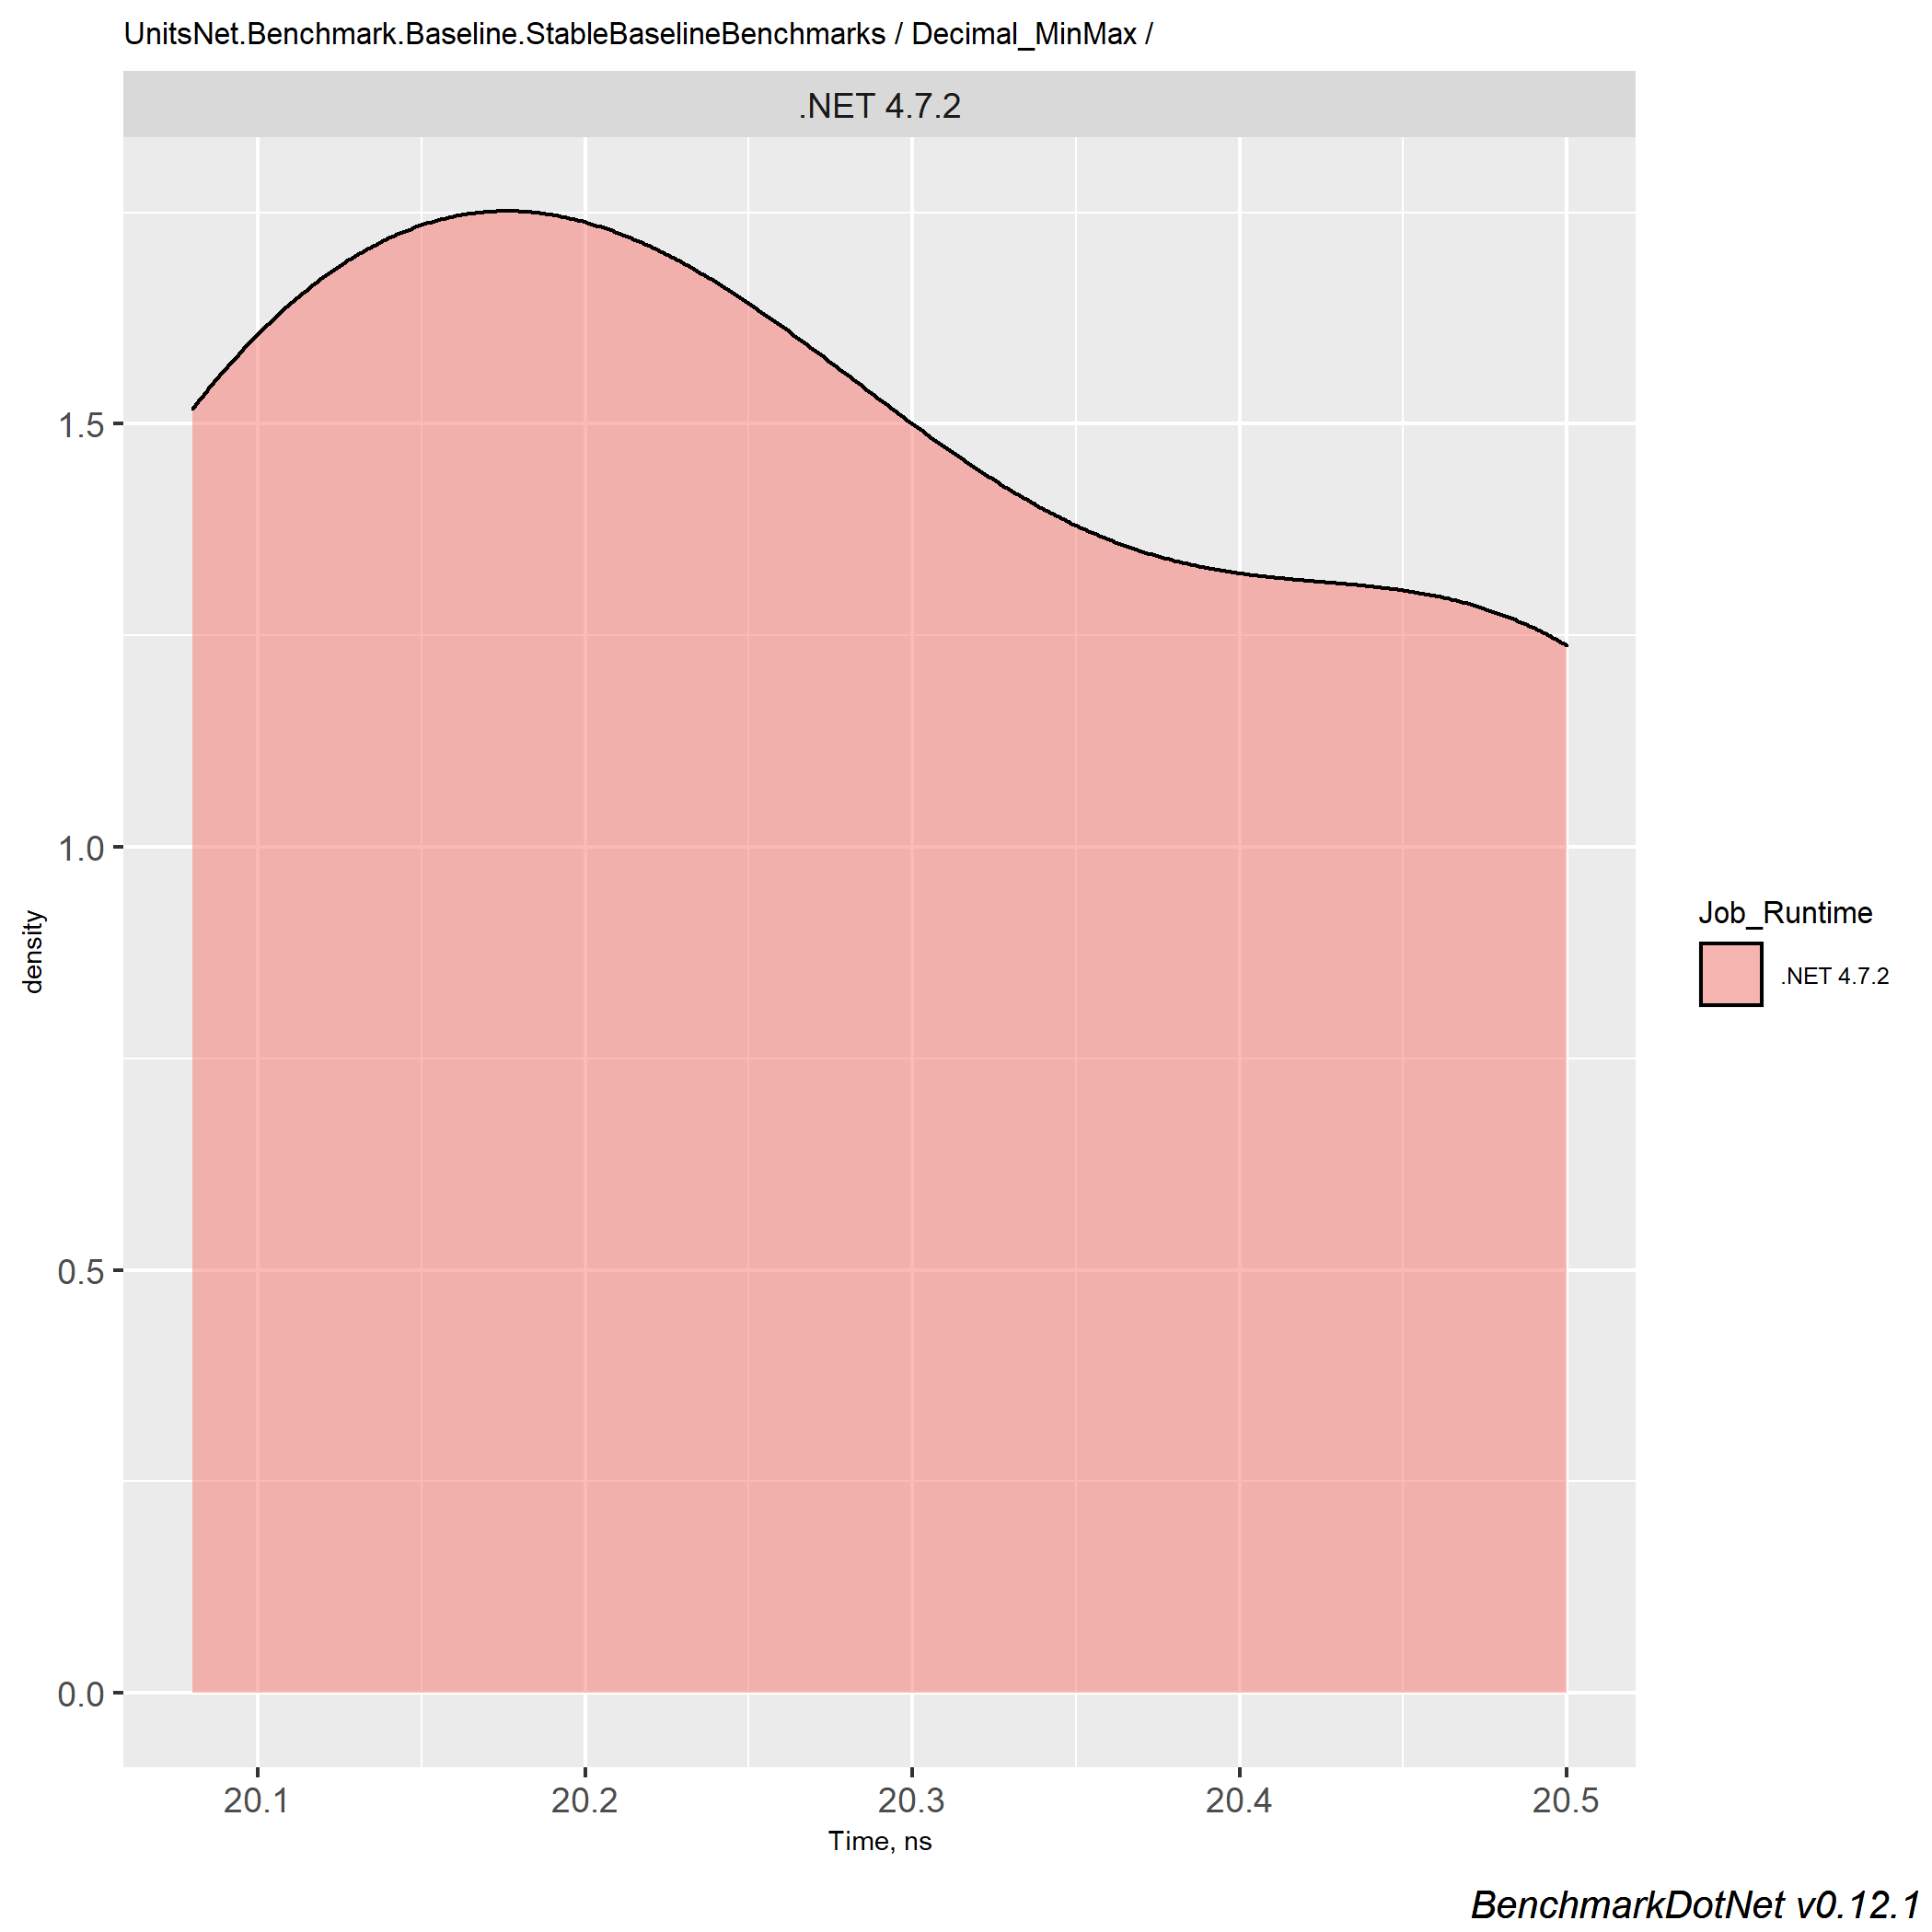 UnitsNet.Benchmark.Baseline.StableBaselineBenchmarks / Decimal_MinMax /
.NET 4.7.2
1.5
1.0
0.5
0.0
density
20.1 20.2 20.3 20.4 20.5
Time, ns
Job_Runtime
.NET 4.7.2
BenchmarkDotNet v0.12.1